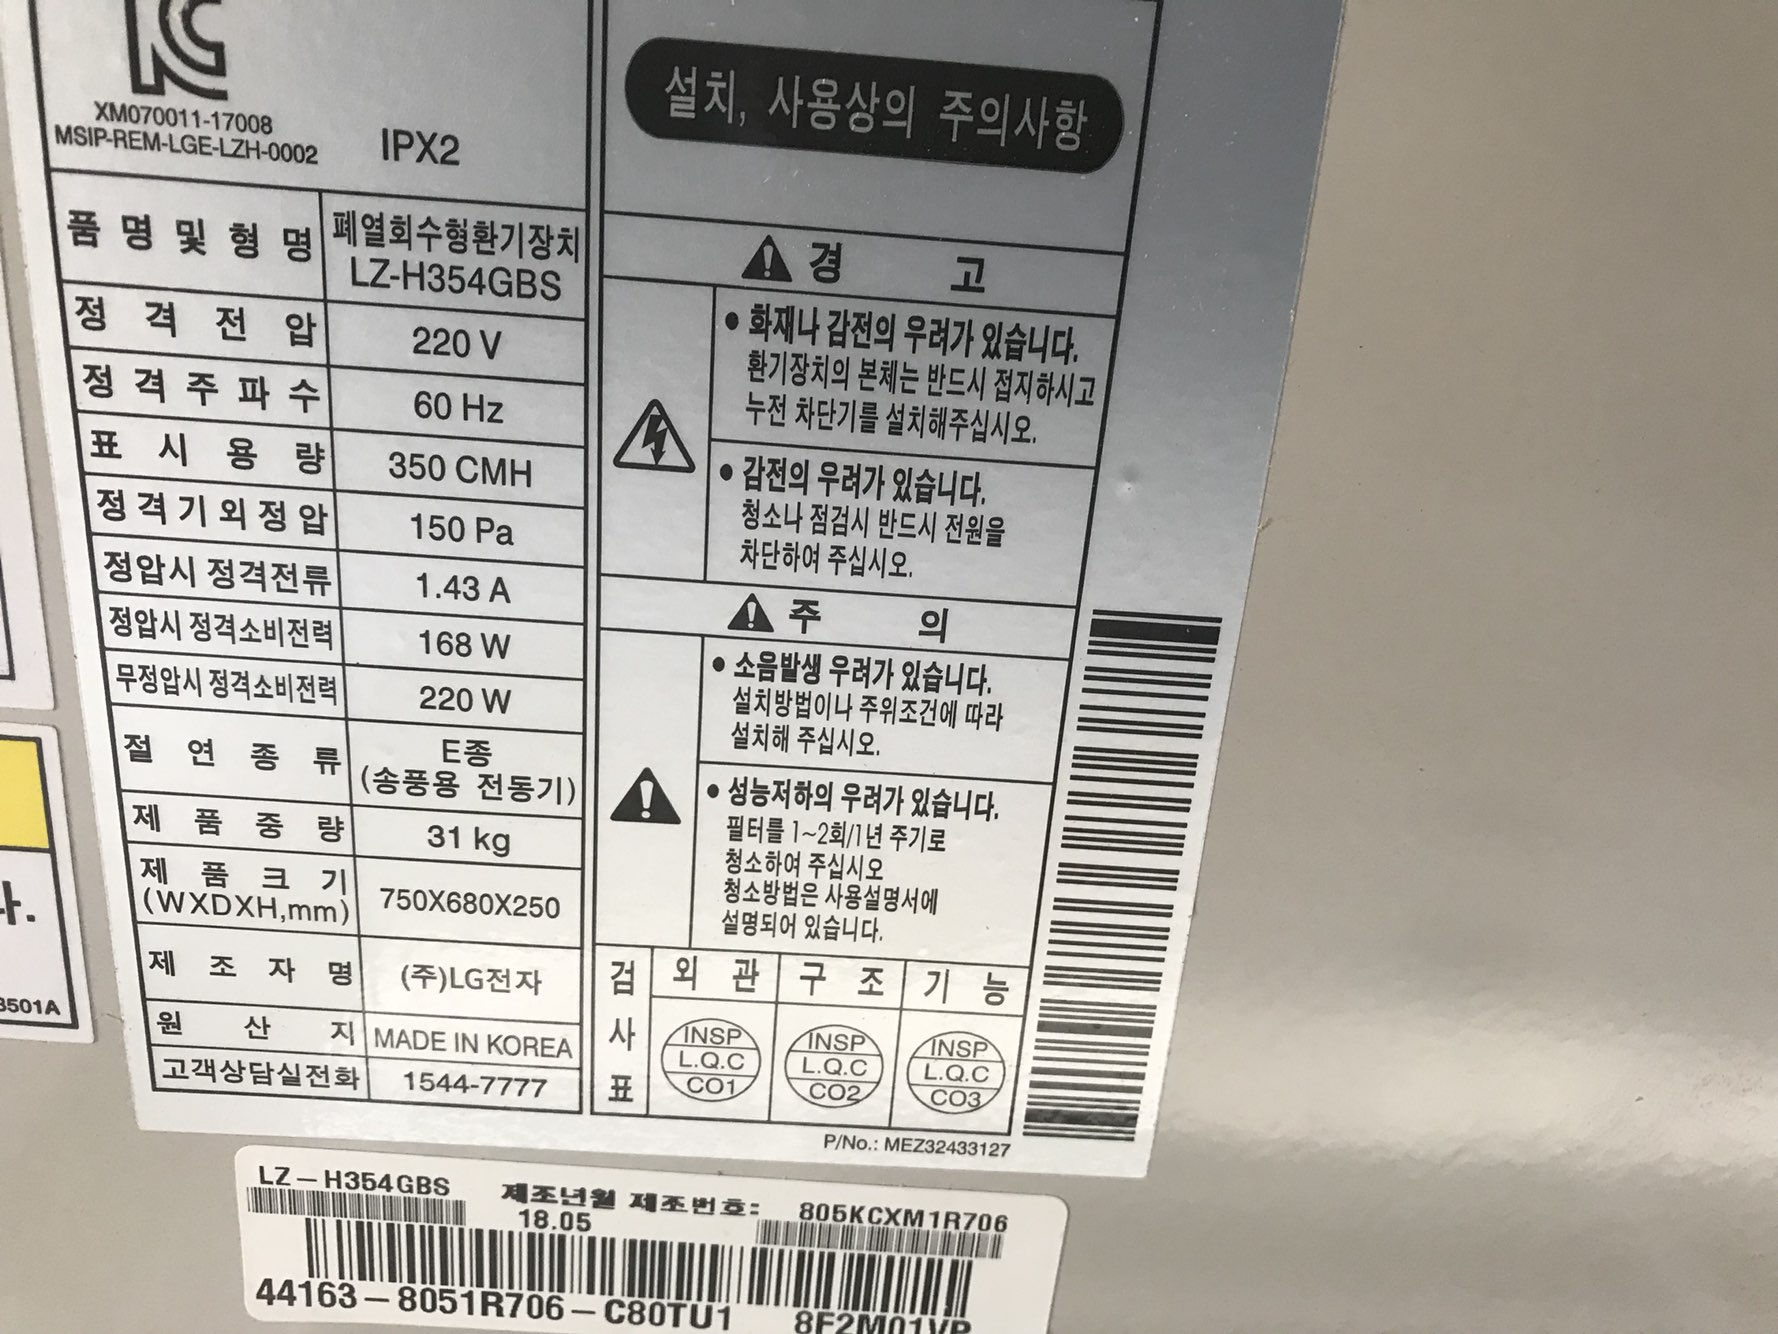 XM070011-17008
MSIP-REM-LGE-LZH-0002
IPX2
품 명 및 형 명
폐열회수형환기장치
LZ-H354GBS
정 격 전 압
220 V
정 격 주 파 수
60 Hz
표 시 용 량
350 CMH
정 격 기 외 정 압
150 Pa
정압시 정격전류
1.43 A
정압시 정격소비전력
168 W
무정압시 정격소비전력
220 W
절 연 종 류
E종
(송풍용 전동기)
제 품 중 량
31 kg
제 품 크 기
(WXDXH,mm)
750X680X250
제 조 자 명
(주)LG전자
원 산 지
MADE IN KOREA
고객상담실전화
1544-7777
설치, 사용상의 주의사항
경 고
• 화재나 감전의 우려가 있습니다.
환기장치의 본체는 반드시 접지하시고
누전 차단기를 설치해주십시오.
• 감전의 우려가 있습니다.
청소나 점검시 반드시 전원을
차단하여 주십시오.
주 의
• 소음발생 우려가 있습니다.
설치방법이나 주위조건에 따라
설치해 주십시오.
• 성능저하의 우려가 있습니다.
필터를 1~2회/1년 주기로
청소하여 주십시오
청소방법은 사용설명서에
설명되어 있습니다.
검 사 표
외 관
구 조
기 능
INSP
L.Q.C
CO1
INSP
L.Q.C
CO2
INSP
L.Q.C
CO3
P/No.: MEZ32433127
다.
3501A
LZ-H354GBS
제조년월 제조번호:
805KCXM1R706
18.05
44163-8051R706-C80TU1
8F2M01VP